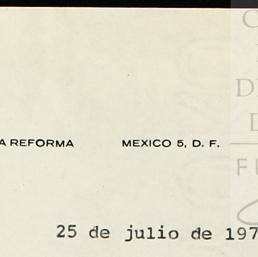 A REFORMA MEXICO 5, D. F.
25 de julio de 197